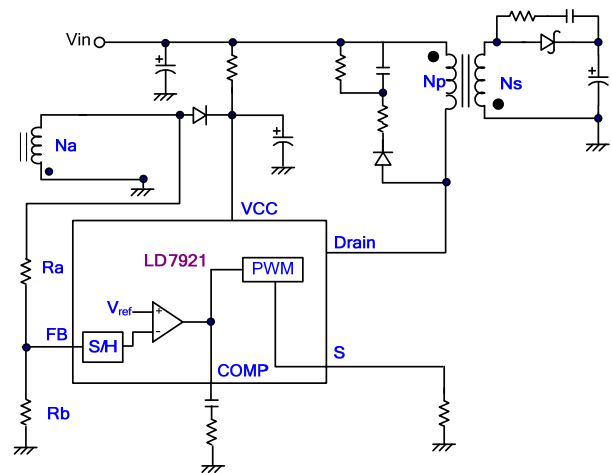 Vin
Np
Ns
Na
VCC
Drain
LD7921
Ra
PWM
Vref
+
-
FB
S/H
S
COMP
Rb
+
+
+